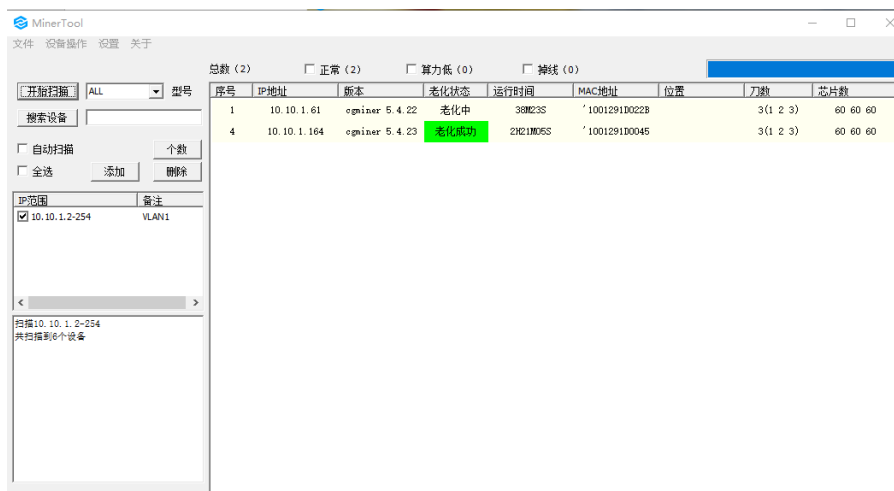 MinerTool
文件 设备操作 设置 关于
总数 (2) 正常 (2) 算力低 (0) 掉线 (0)
开始扫描 ALL 型号
搜索设备
自动扫描 个数
全选 添加 删除
IP范围 备注
10.10.1.2-254 VLAN1
扫描10.10.1.2-254
共扫描到6个设备
序号 IP地址 版本 老化状态 运行时间 MAC地址 位置 刀数 芯片数
1 10.10.1.61 cgminer 5.4.22 老化中 38M23S '1001291D022B 3(1 2 3) 60 60 60
4 10.10.1.164 cgminer 5.4.23 老化成功 2H21M05S '1001291D0045 3(1 2 3) 60 60 60